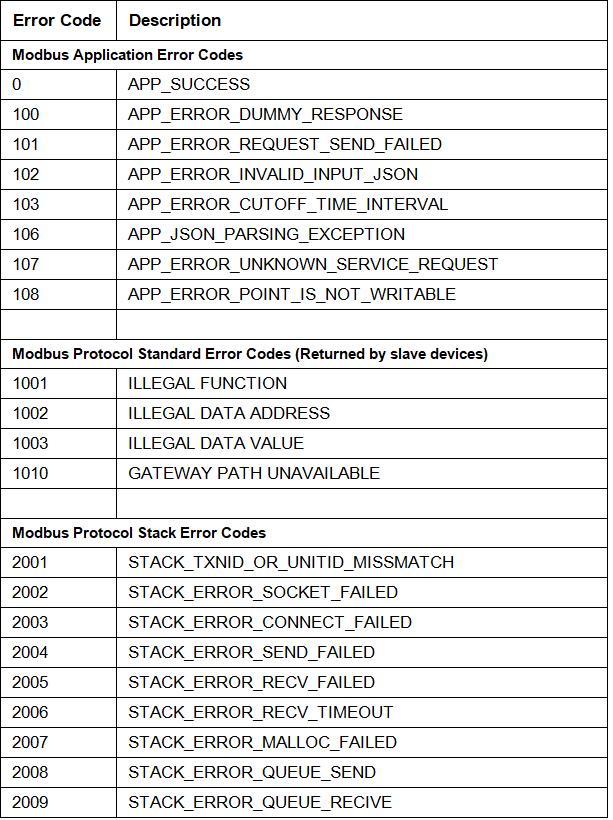 Error Code Description
Modbus Application Error Codes
0 APP_SUCCESS
100 APP_ERROR_DUMMY_RESPONSE
101 APP_ERROR_REQUEST_SEND_FAILED
102 APP_ERROR_INVALID_INPUT_JSON
103 APP_ERROR_CUTOFF_TIME_INTERVAL
106 APP_JSON_PARSING_EXCEPTION
107 APP_ERROR_UNKNOWN_SERVICE_REQUEST
108 APP_ERROR_POINT_IS_NOT_WRITABLE
Modbus Protocol Standard Error Codes (Returned by slave devices)
1001 ILLEGAL FUNCTION
1002 ILLEGAL DATA ADDRESS
1003 ILLEGAL DATA VALUE
1010 GATEWAY PATH UNAVAILABLE
Modbus Protocol Stack Error Codes
2001 STACK_TXNID_OR_UNITID_MISSMATCH
2002 STACK_ERROR_SOCKET_FAILED
2003 STACK_ERROR_CONNECT_FAILED
2004 STACK_ERROR_SEND_FAILED
2005 STACK_ERROR_RECV_FAILED
2006 STACK_ERROR_RECV_TIMEOUT
2007 STACK_ERROR_MALLOC_FAILED
2008 STACK_ERROR_QUEUE_SEND
2009 STACK_ERROR_QUEUE_RECIVE